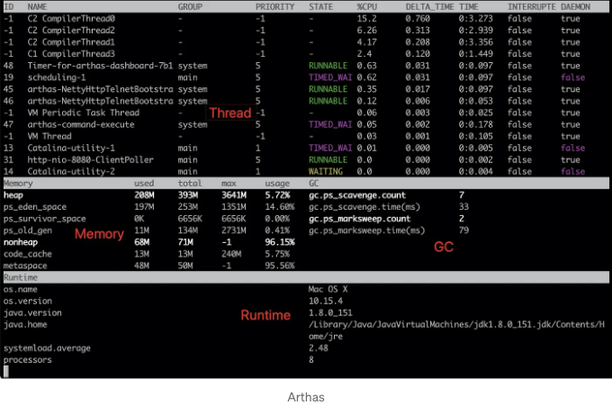 ID NAME GROUP PRIORITY STATE %CPU DELTA_TIME TIME INTERRUPTE DAEMON
-1 C2 CompilerThread0 - -1 - 15.2 0.760 0:3.273 false true
-1 C2 CompilerThread2 - -1 - 6.26 0.313 0:2.939 false true
-1 C2 CompilerThread1 - -1 - 4.17 0.208 0:3.356 false true
-1 C1 CompilerThread3 - -1 - 2.4 0.120 0:1.449 false true
48 Timer-for-arthas-dashboard-7b1 system 5 RUNNABLE 0.63 0.031 0:0.097 false true
19 scheduling-1 main 5 TIMED_WAI 0.62 0.031 0:0.097 false false
45 arthas-NettyHttpTelnetBootstra system 5 RUNNABLE 0.35 0.017 0:0.097 false true
46 arthas-NettyHttpTelnetBootstra system 5 RUNNABLE 0.12 0.006 0:0.053 false true
-1 VM Periodic Task Thread - -1 - 0.06 0.003 0:0.025 false true
47 arthas-command-execute system 5 TIMED_WAI 0.05 0.002 0:0.178 false true
-1 VM Thread - -1 - 0.03 0.001 0:0.105 false true
13 Catalina-utility-1 main 1 TIMED_WAI 0.01 0.000 0:0.005 false false
31 http-nio-8080-ClientPoller main 5 RUNNABLE 0.0 0.000 0:0.002 false true
14 Catalina-utility-2 main 1 WAITING 0.0 0.000 0:0.004 false false
Thread
Memory used total max usage GC
heap 208M 393M 3641M 5.72% gc.ps_scavenge.count 7
ps_eden_space 197M 253M 1351M 14.60% gc.ps_scavenge.time(ms) 33
ps_survivor_space 0K 6656K 6656K 0.00% gc.ps_marksweep.count 2
ps_old_gen 11M 134M 2731M 0.41% gc.ps_marksweep.time(ms) 79
nonheap 68M 71M -1 96.15%
code_cache 13M 13M 240M 5.75%
metaspace 48M 50M -1 95.56%
Memory
GC
Runtime
os.name Mac OS X
os.version 10.15.4
java.version 1.8.0_151
java.home /Library/Java/JavaVirtualMachines/jdk1.8.0_151.jdk/Contents/H
ome/jre
systemload.average 2.48
processors 8
Runtime
Arthas